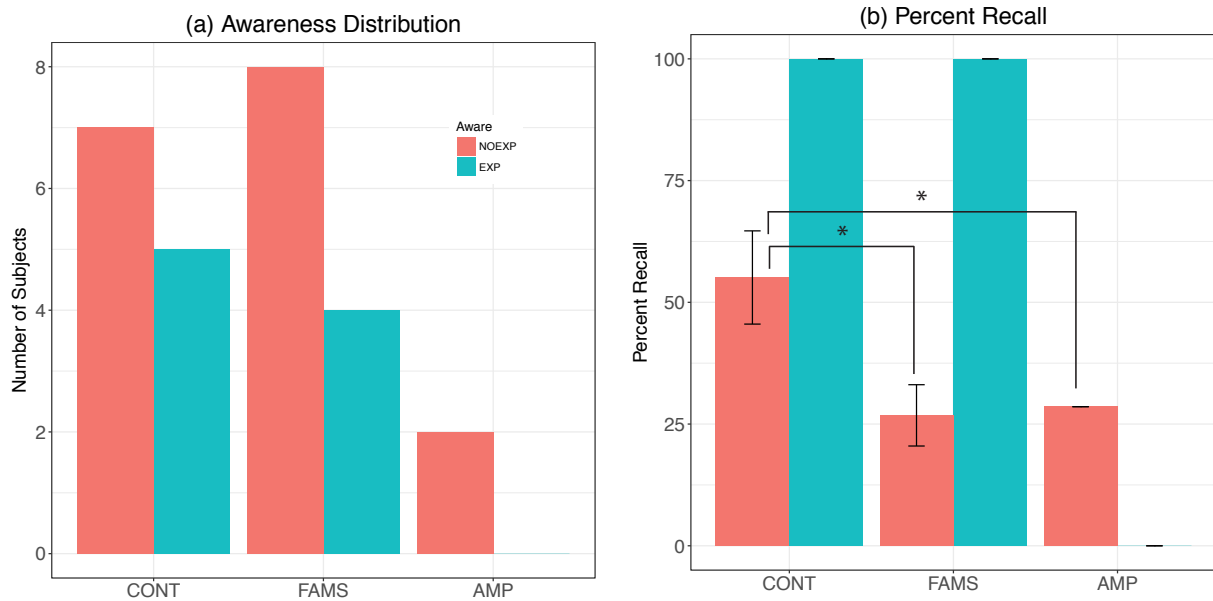 (a) Awareness Distribution
Number of Subjects
8
6
4
2
0
Aware
NOEXP
EXP
CONT FAMS AMP
(b) Percent Recall
Percent Recall
100
75
50
25
0
*
*
CONT FAMS AMP